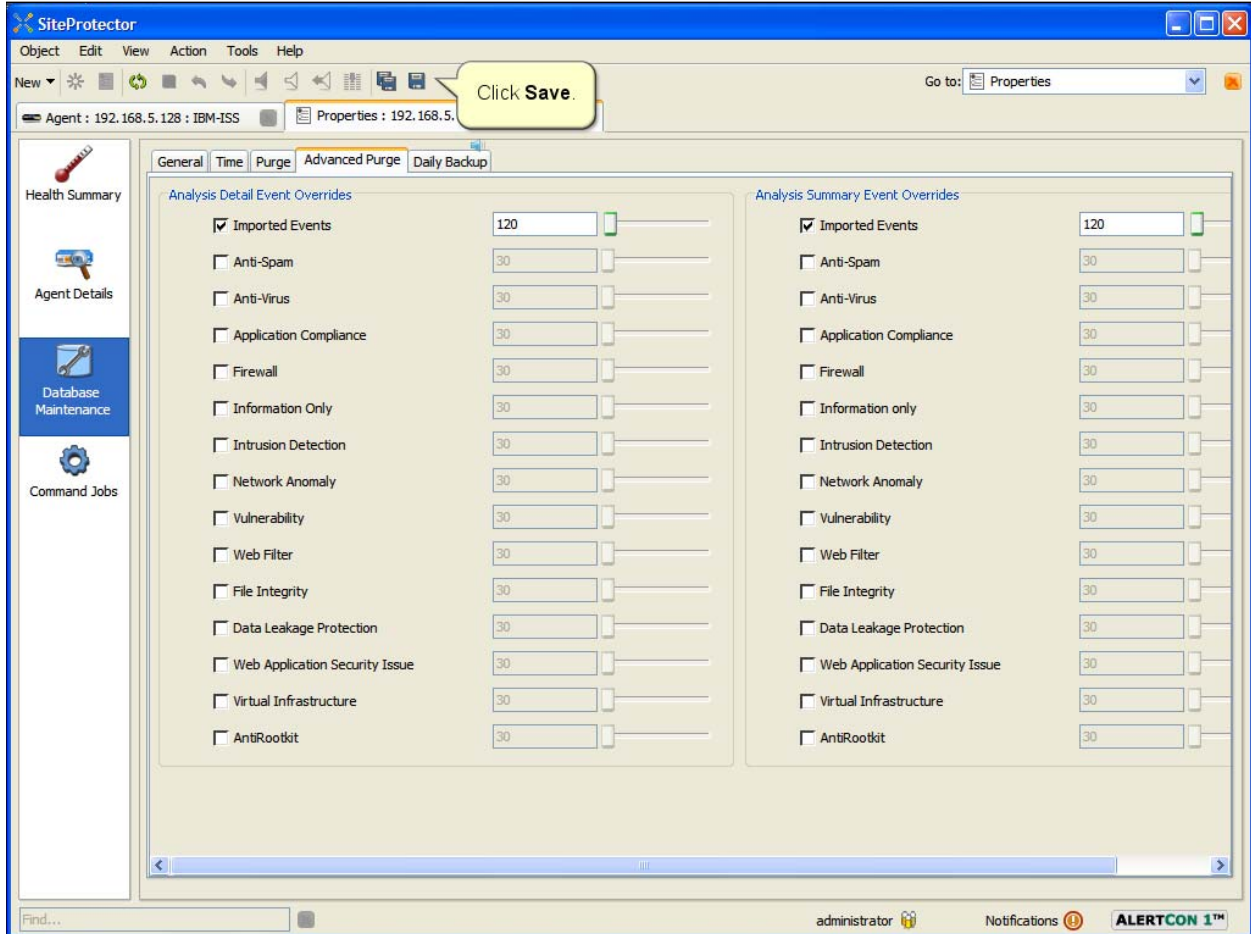 SiteProtector
Object Edit View Action Tools Help
New
Click Save.
Go to: Properties
Agent : 192.168.5.128 : IBM-ISS
Properties : 192.168.5.
Health Summary
Agent Details
Database
Maintenance
Command Jobs
General Time Purge Advanced Purge Daily Backup
Analysis Detail Event Overrides
Imported Events 120
Anti-Spam 30
Anti-Virus 30
Application Compliance 30
Firewall 30
Information Only 30
Intrusion Detection 30
Network Anomaly 30
Vulnerability 30
Web Filter 30
File Integrity 30
Data Leakage Protection 30
Web Application Security Issue 30
Virtual Infrastructure 30
AntiRootkit 30
Analysis Summary Event Overrides
Imported Events 120
Anti-Spam 30
Anti-Virus 30
Application Compliance 30
Firewall 30
Information only 30
Intrusion Detection 30
Network Anomaly 30
Vulnerability 30
Web Filter 30
File Integrity 30
Data Leakage Protection 30
Web Application Security Issue 30
Virtual Infrastructure 30
AntiRootkit 30
Find...
administrator
Notifications
ALERTCON 1™